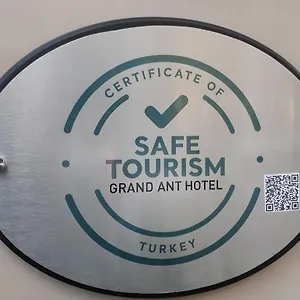 CERTIFICATE OF
SAFE
TOURISM
GRAND ANT HOTEL
TURKEY